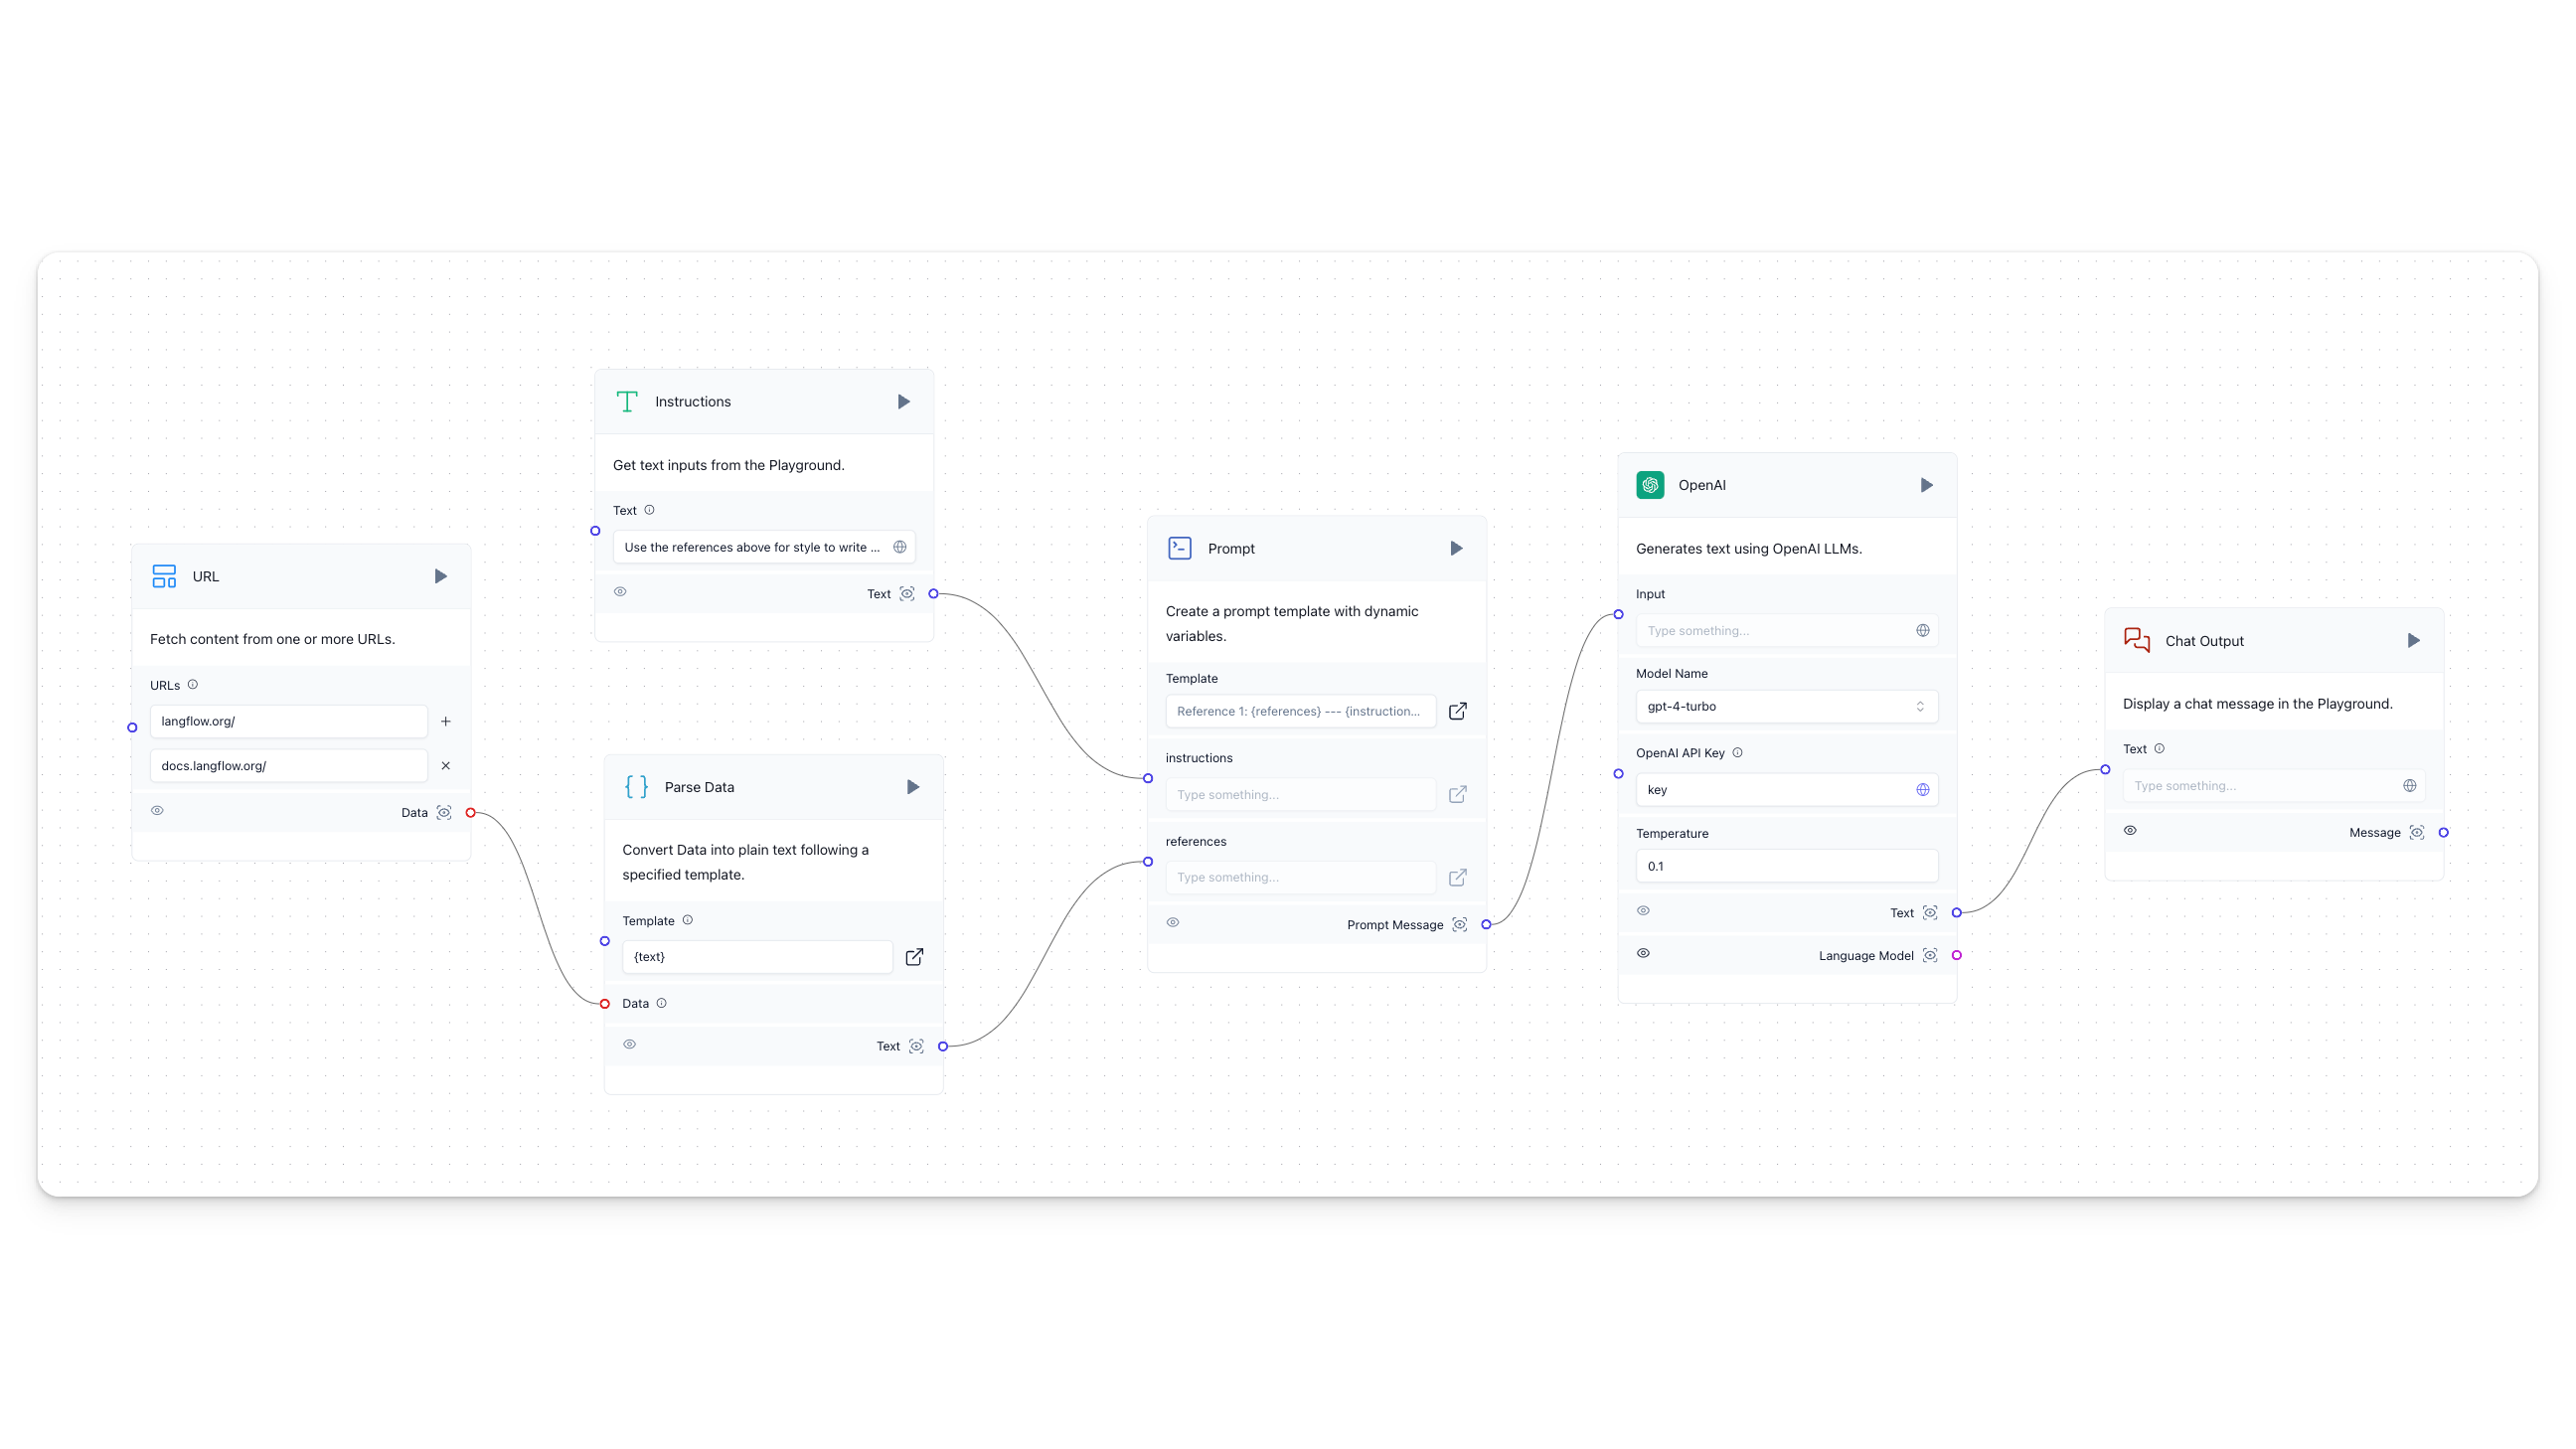 URL
Fetch content from one or more URLs.
URLs
langflow.org/
docs.langflow.org/
Data
Instructions
Get text inputs from the Playground.
Text
Use the references above for style to write ...
Text
Parse Data
Convert Data into plain text following a
specified template.
Template
{text}
Data
Text
Prompt
Create a prompt template with dynamic
variables.
Template
Reference 1: {references} --- {instruction...
instructions
Type something...
references
Type something...
Prompt Message
OpenAI
Generates text using OpenAI LLMs.
Input
Type something...
Model Name
gpt-4-turbo
OpenAI API Key
key
Temperature
0.1
Text
Language Model
Chat Output
Display a chat message in the Playground.
Text
Type something...
Message